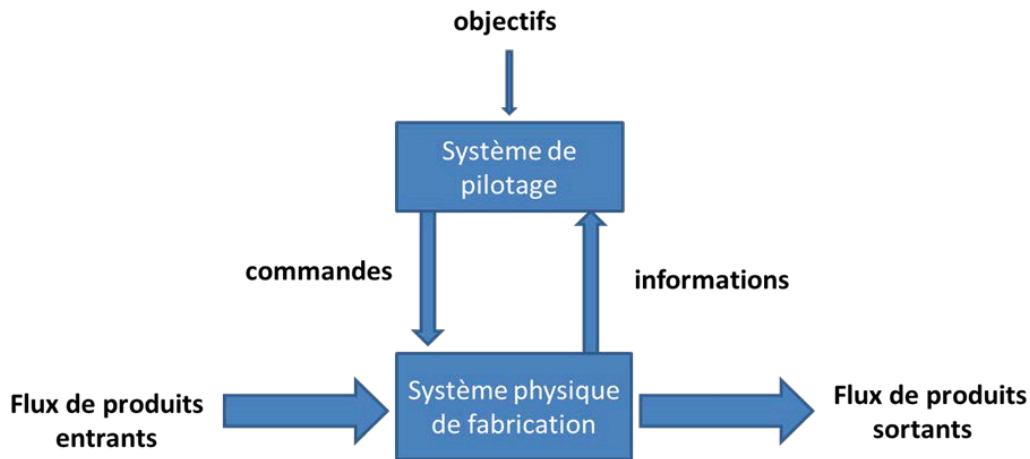 objectifs
Système de
pilotage
commandes
informations
Flux de produits
entrants
Système physique
de fabrication
Flux de produits
sortants